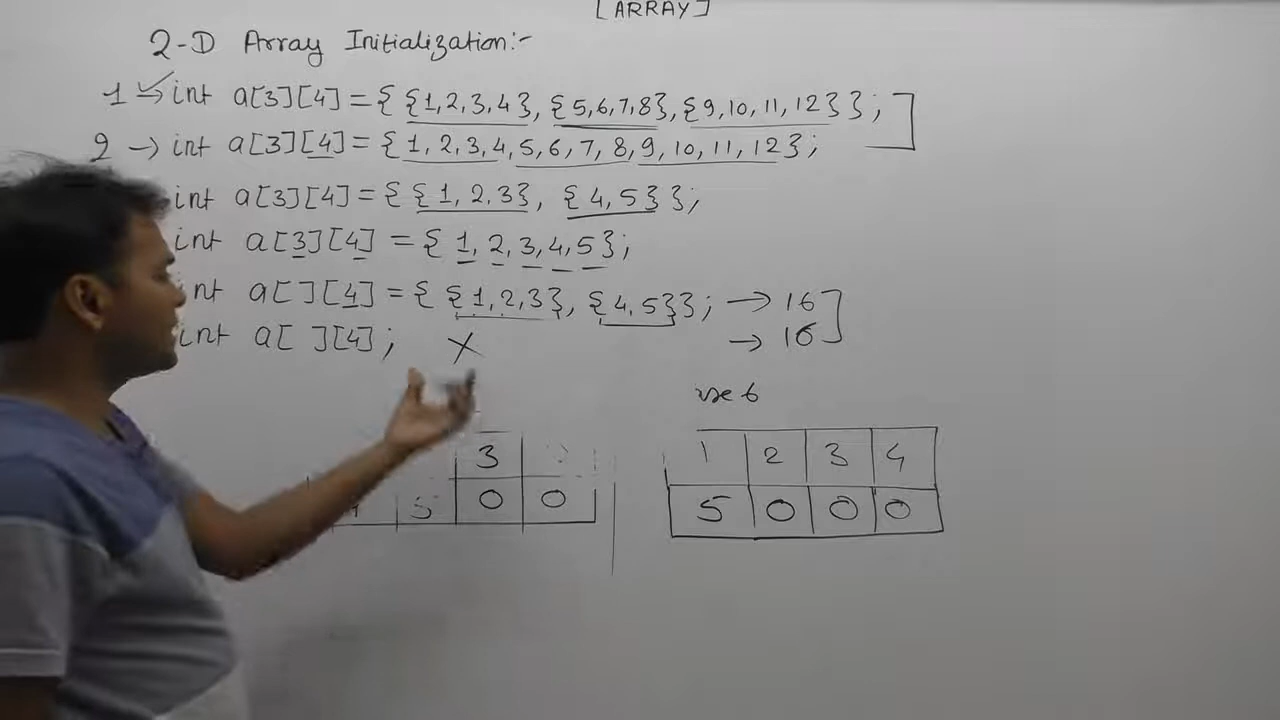 [ARRAY]
2-D Array Initialization:-
1 → int a[3][4] = { {1,2,3,4}, {5,6,7,8}, {9,10,11,12} };
2 → int a[3][4] = {1,2,3,4,5,6,7,8,9,10,11,12};
int a[3][4] = { {1,2,3}, {4,5} };
int a[3][4] = {1,2,3,4,5};
int a[ ][4] = { {1,2,3}, {4,5} }; → 16
int a[ ][4]; X → 16
3
5 0 0
1 2 3 4
5 0 0 0